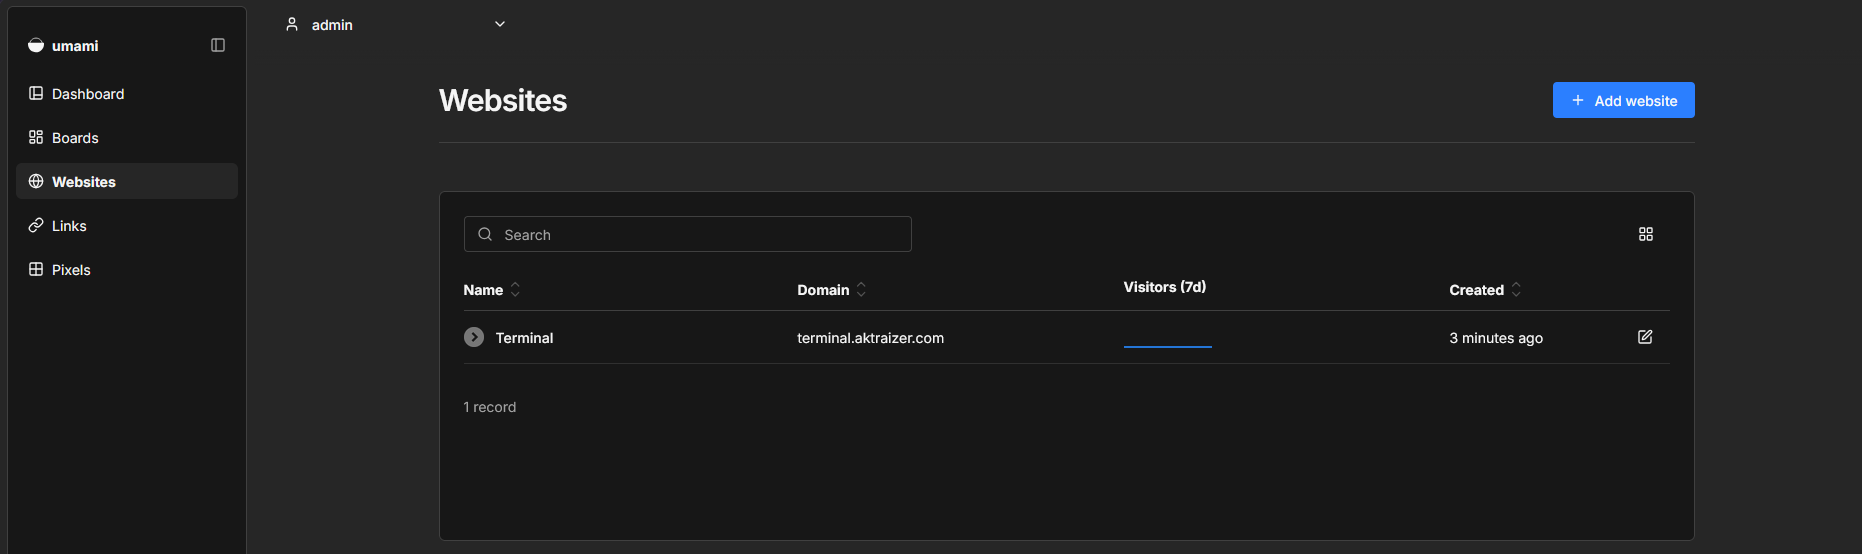 umami
Dashboard
Boards
Websites
Links
Pixels
admin
Websites
Add website
Search
Name Domain Visitors (7d) Created
Terminal terminal.aktraizer.com 3 minutes ago
1 record